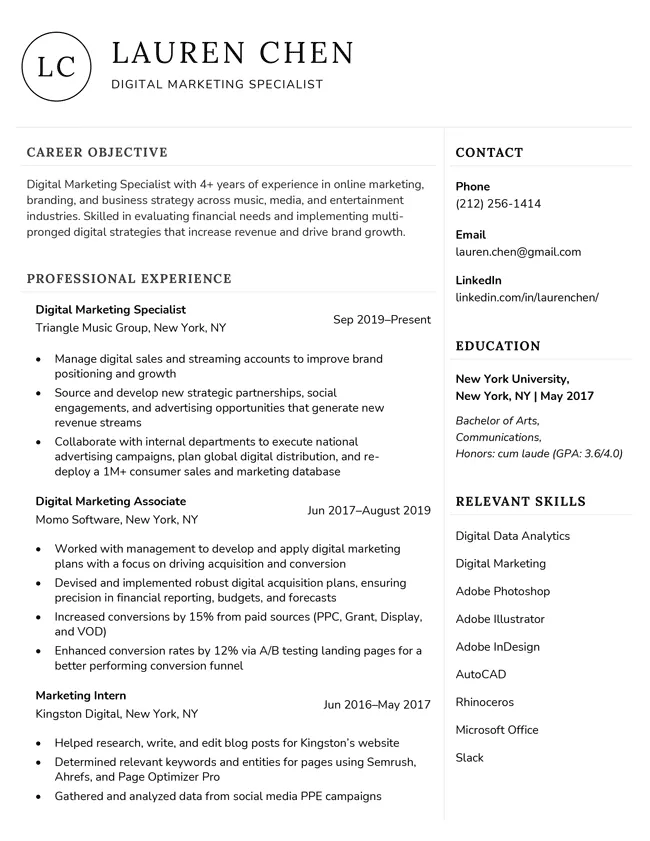 LC
LAUREN CHEN
DIGITAL MARKETING SPECIALIST
CAREER OBJECTIVE
Digital Marketing Specialist with 4+ years of experience in online marketing,
branding, and business strategy across music, media, and entertainment
industries. Skilled in evaluating financial needs and implementing multi-
pronged digital strategies that increase revenue and drive brand growth.
PROFESSIONAL EXPERIENCE
Digital Marketing Specialist
Triangle Music Group, New York, NY
Sep 2019–Present
• Manage digital sales and streaming accounts to improve brand
positioning and growth
• Source and develop new strategic partnerships, social
engagements, and advertising opportunities that generate new
revenue streams
• Collaborate with internal departments to execute national
advertising campaigns, plan global digital distribution, and re-
deploy a 1M+ consumer sales and marketing database
Digital Marketing Associate
Momo Software, New York, NY
Jun 2017–August 2019
• Worked with management to develop and apply digital marketing
plans with a focus on driving acquisition and conversion
• Devised and implemented robust digital acquisition plans, ensuring
precision in financial reporting, budgets, and forecasts
• Increased conversions by 15% from paid sources (PPC, Grant, Display,
and VOD)
• Enhanced conversion rates by 12% via A/B testing landing pages for a
better performing conversion funnel
Marketing Intern
Kingston Digital, New York, NY
Jun 2016–May 2017
• Helped research, write, and edit blog posts for Kingston’s website
• Determined relevant keywords and entities for pages using Semrush,
Ahrefs, and Page Optimizer Pro
• Gathered and analyzed data from social media PPE campaigns
CONTACT
Phone
(212) 256-1414
Email
lauren.chen@gmail.com
LinkedIn
linkedin.com/in/laurenchen/
EDUCATION
New York University,
New York, NY | May 2017
Bachelor of Arts,
Communications,
Honors: cum laude (GPA: 3.6/4.0)
RELEVANT SKILLS
Digital Data Analytics
Digital Marketing
Adobe Photoshop
Adobe Illustrator
Adobe InDesign
AutoCAD
Rhinoceros
Microsoft Office
Slack